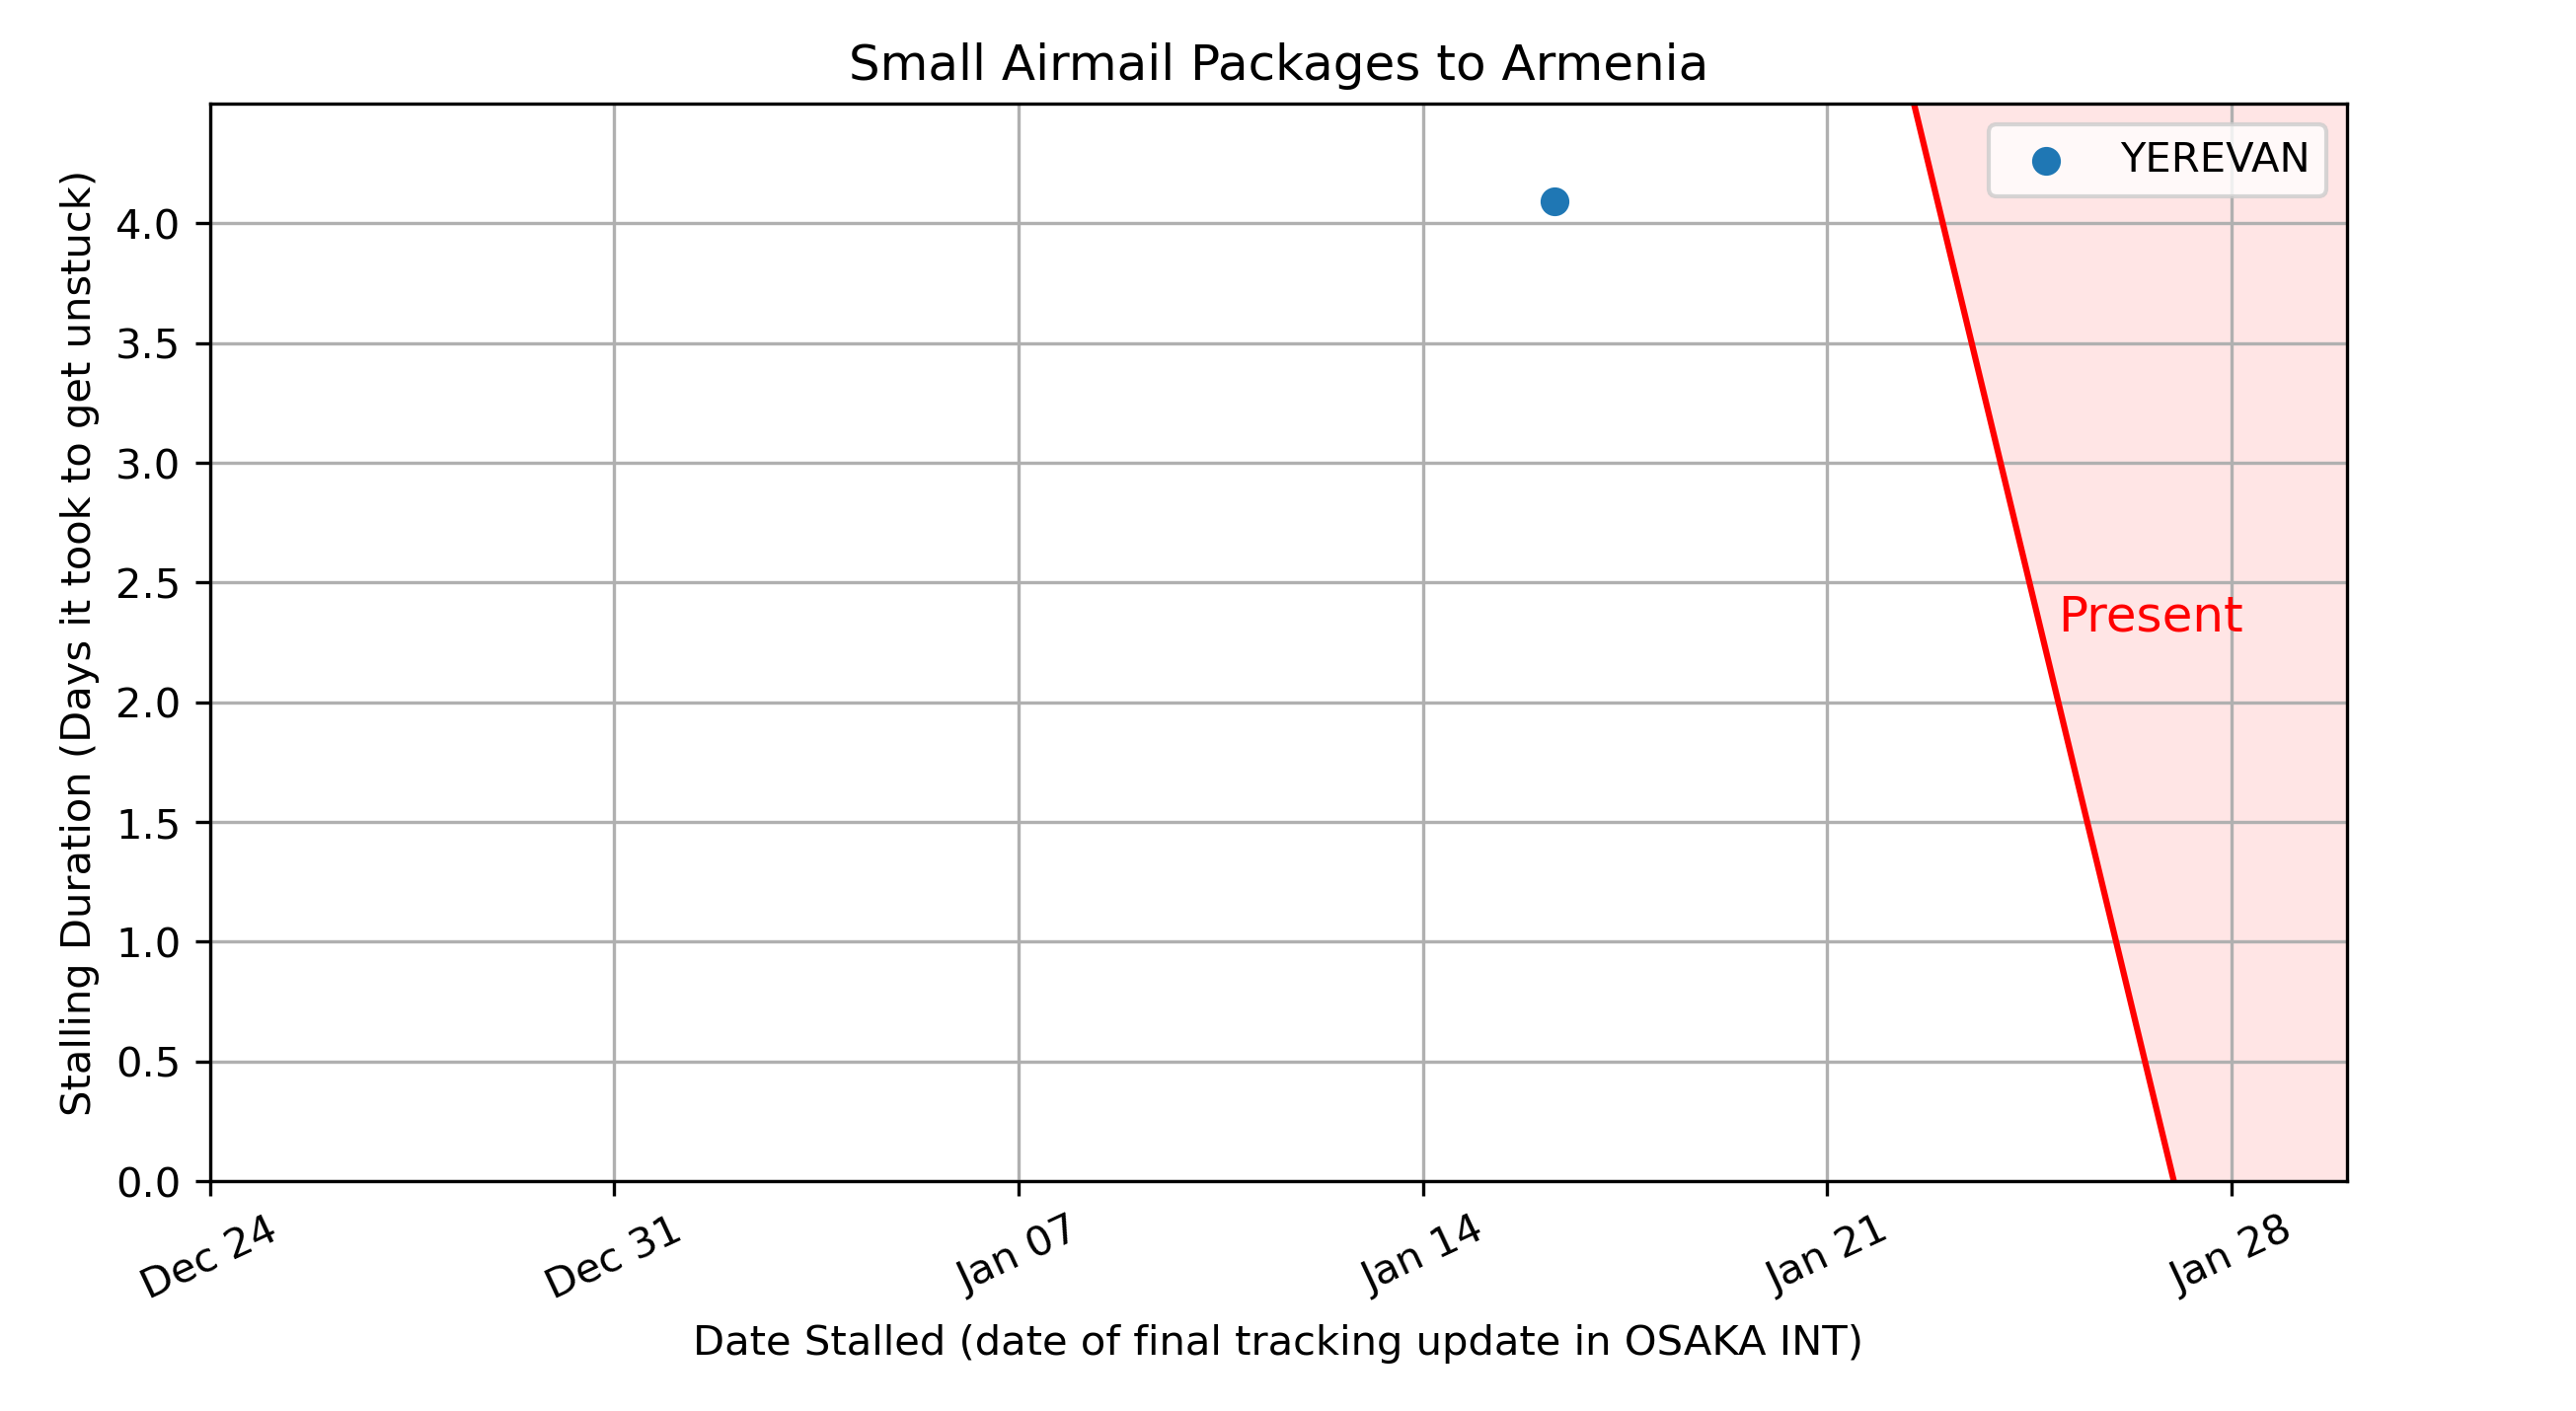 Small Airmail Packages to Armenia
YEREVAN
Present
Stalling Duration (Days it took to get unstuck)
4.0
3.5
3.0
2.5
2.0
1.5
1.0
0.5
0.0
Dec 24
Dec 31
Jan 07
Jan 14
Jan 21
Jan 28
Date Stalled (date of final tracking update in OSAKA INT)